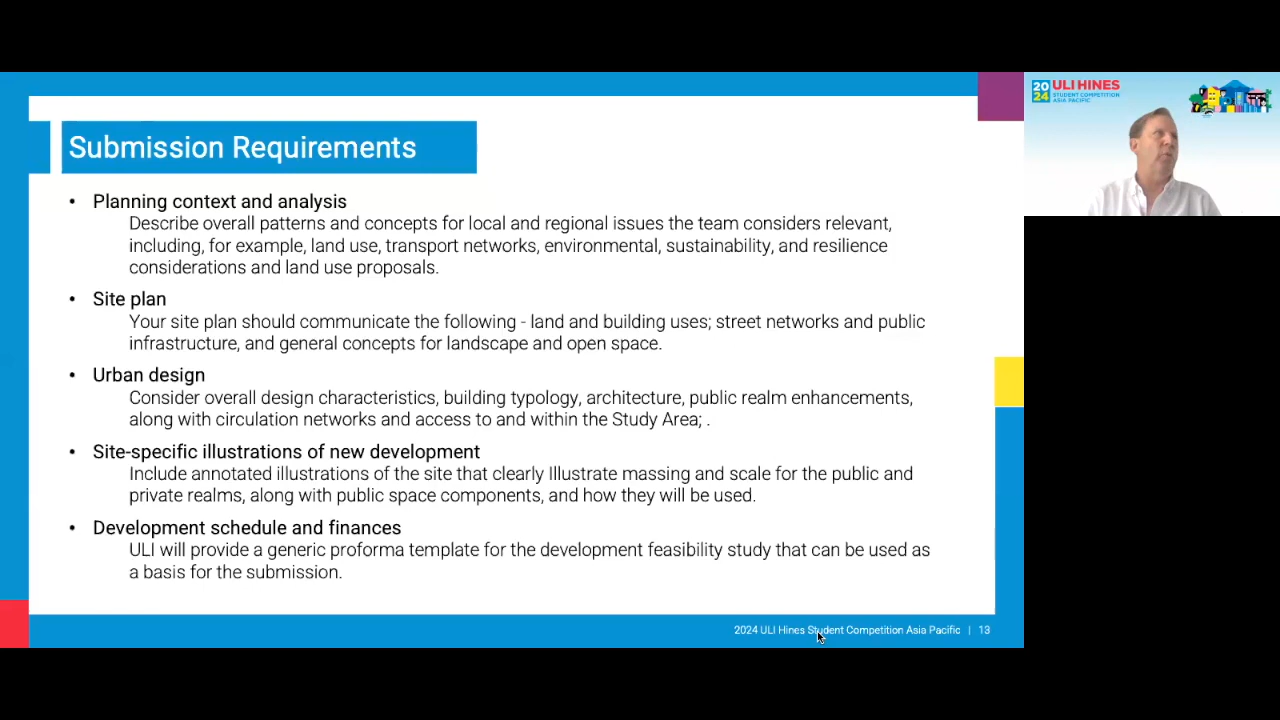 Submission Requirements
• Planning context and analysis
Describe overall patterns and concepts for local and regional issues the team considers relevant,
including, for example, land use, transport networks, environmental, sustainability, and resilience
considerations and land use proposals.
• Site plan
Your site plan should communicate the following - land and building uses; street networks and public
infrastructure, and general concepts for landscape and open space.
• Urban design
Consider overall design characteristics, building typology, architecture, public realm enhancements,
along with circulation networks and access to and within the Study Area; .
• Site-specific illustrations of new development
Include annotated illustrations of the site that clearly Illustrate massing and scale for the public and
private realms, along with public space components, and how they will be used.
• Development schedule and finances
ULI will provide a generic proforma template for the development feasibility study that can be used as
a basis for the submission.
2024 ULI Hines Student Competition Asia Pacific | 13
20
24
ULI HINES
STUDENT COMPETITION
ASIA PACIFIC